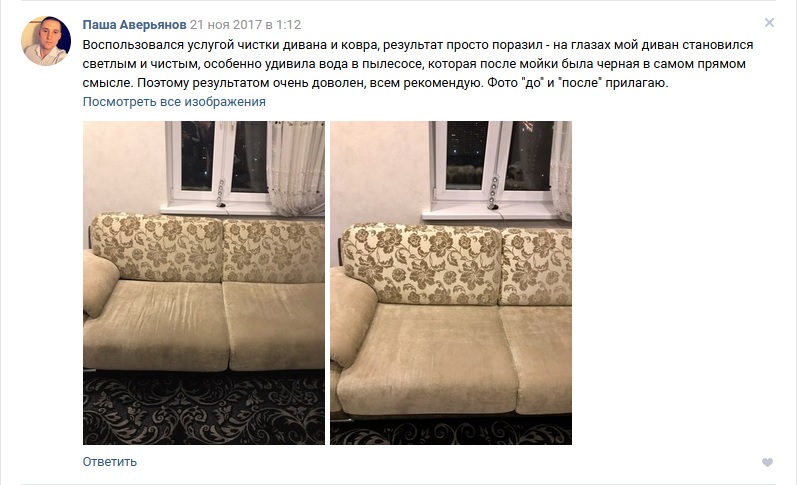 Паша Аверьянов 21 ноя 2017 в 1:12
Воспользовался услугой чистки дивана и ковра, результат просто поразил - на глазах мой диван становился
светлым и чистым, особенно удивила вода в пылесосе, которая после мойки была черная в самом прямом
смысле. Поэтому результатом очень доволен, всем рекомендую. Фото "до" и "после" прилагаю.
Посмотреть все изображения
Ответить